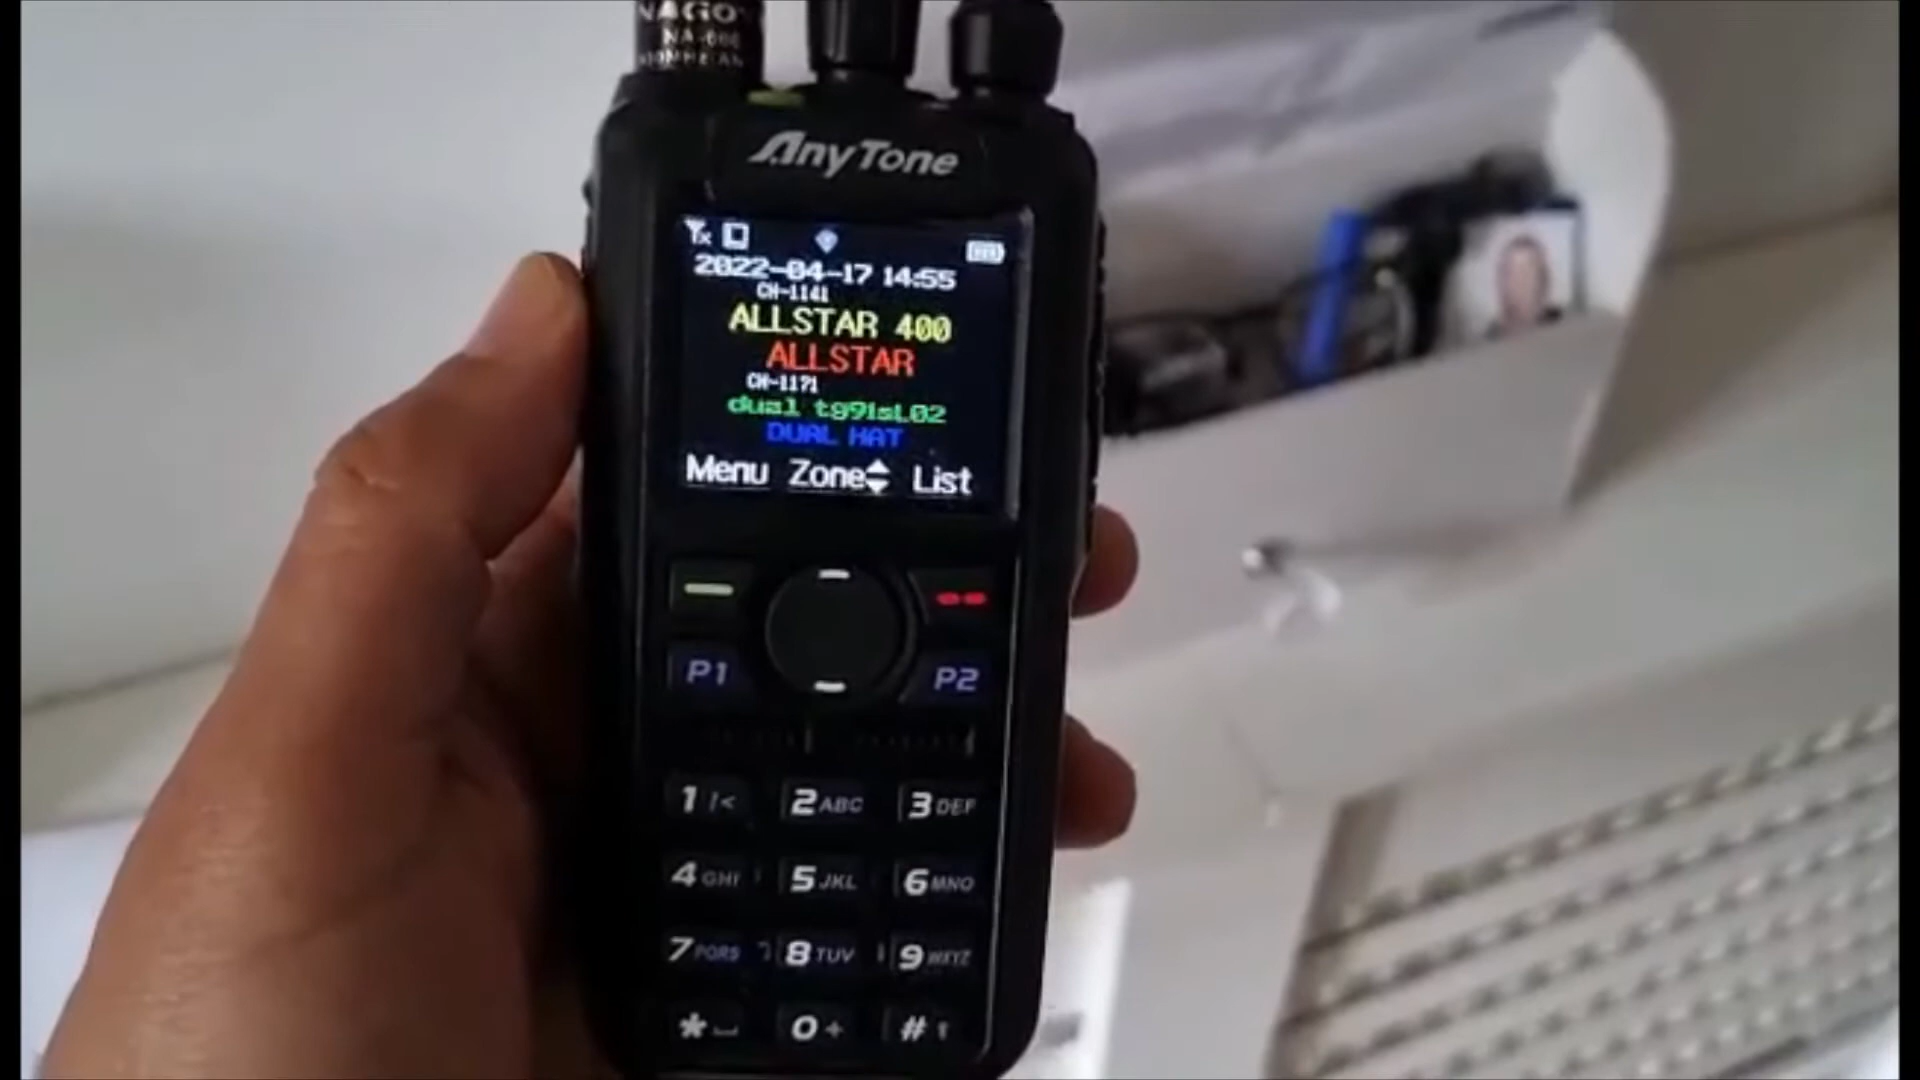 AnyTone
2022-04-17 14:55
CH-1141
ALLSTAR 400
ALLSTAR
CH-1171
dual tg91sL02
DUAL HAT
Menu Zone List
P1 P2
1 2 ABC 3 DEF
4 GHI 5 JKL 6 MNO
7 PQRS 8 TUV 9 WXYZ
* 0 + #